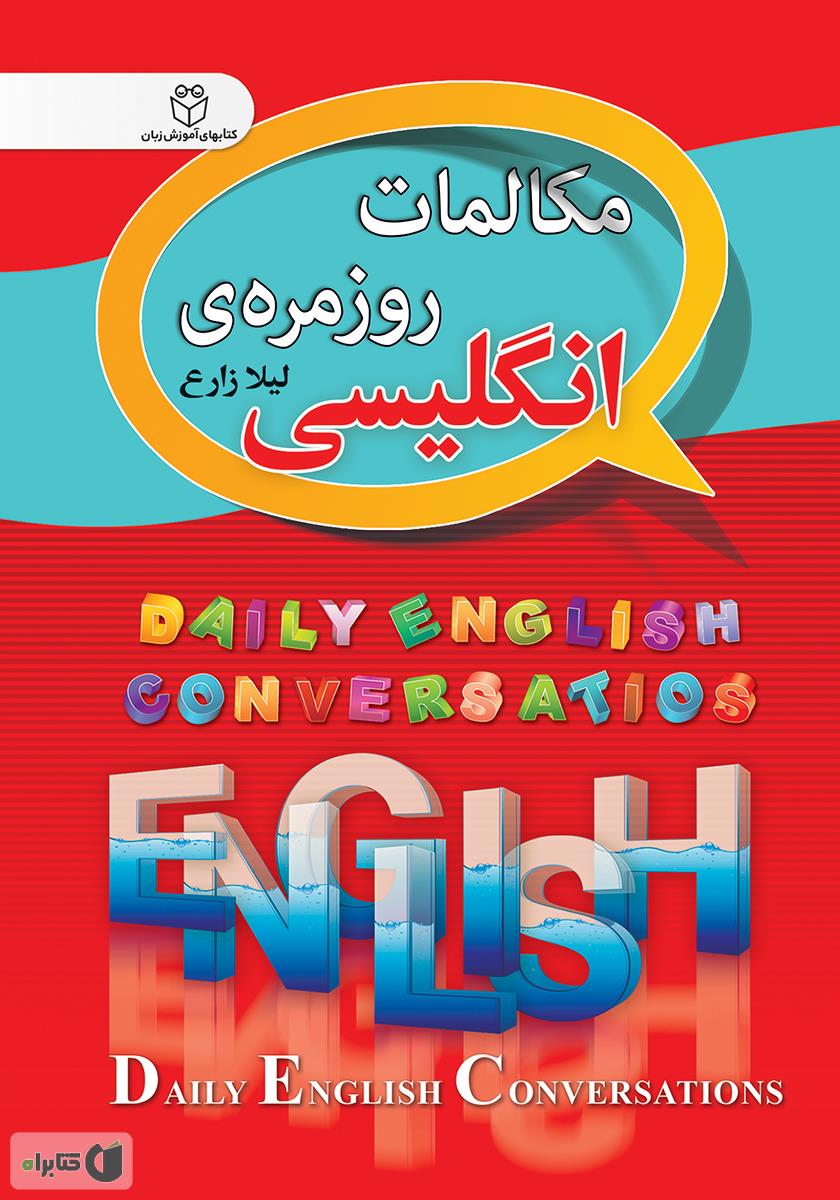 کتابهای آموزش زبان
مکالمات
روزمره‌ی
انگلیسی
لیلا زارع
DAILY ENGLISH
CONVERSATIOS
ENGLISH
DAILY ENGLISH CONVERSATIONS
کتابراه